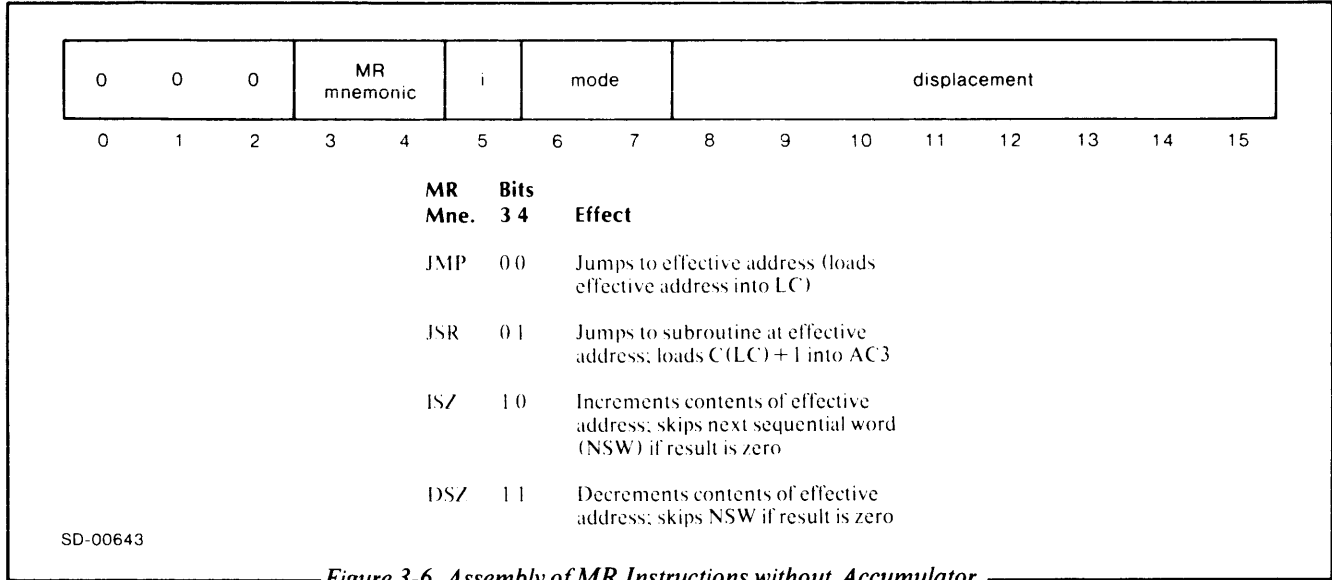 0 0 0 MR mnemonic i mode displacement
0 1 2 3 4 5 6 7 8 9 10 11 12 13 14 15
MR Bits
Mne. 3 4 Effect
JMP 0 0 Jumps to effective address (loads
effective address into LC)
JSR 0 1 Jumps to subroutine at effective
address; loads C(LC) + 1 into AC3
ISZ 1 0 Increments contents of effective
address; skips next sequential word
(NSW) if result is zero
DSZ 1 1 Decrements contents of effective
address; skips NSW if result is zero
SD-00643
Figure 3-6. Assembly of MR Instructions without Accumulator